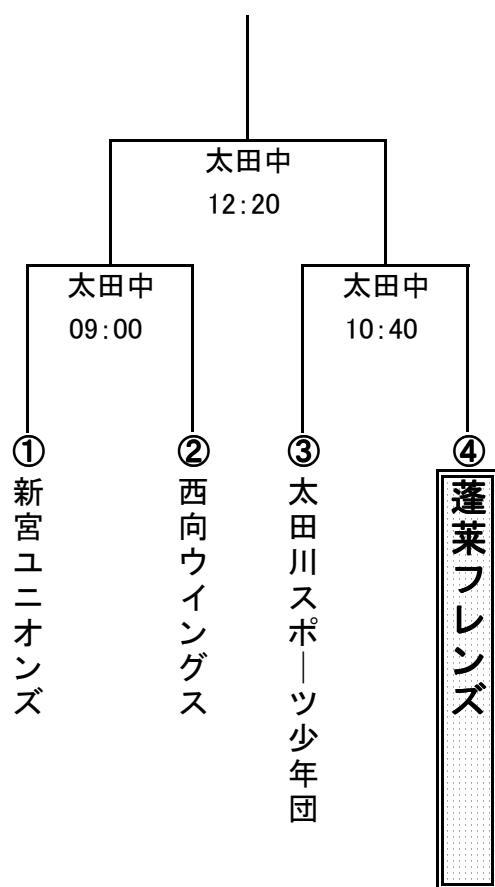 太田中
12:20
太田中
09:00
太田中
10:40
①新宮ユニオンズ
②西向ウイングス
③太田川スポーツ少年団
④蓬莱フレンズ